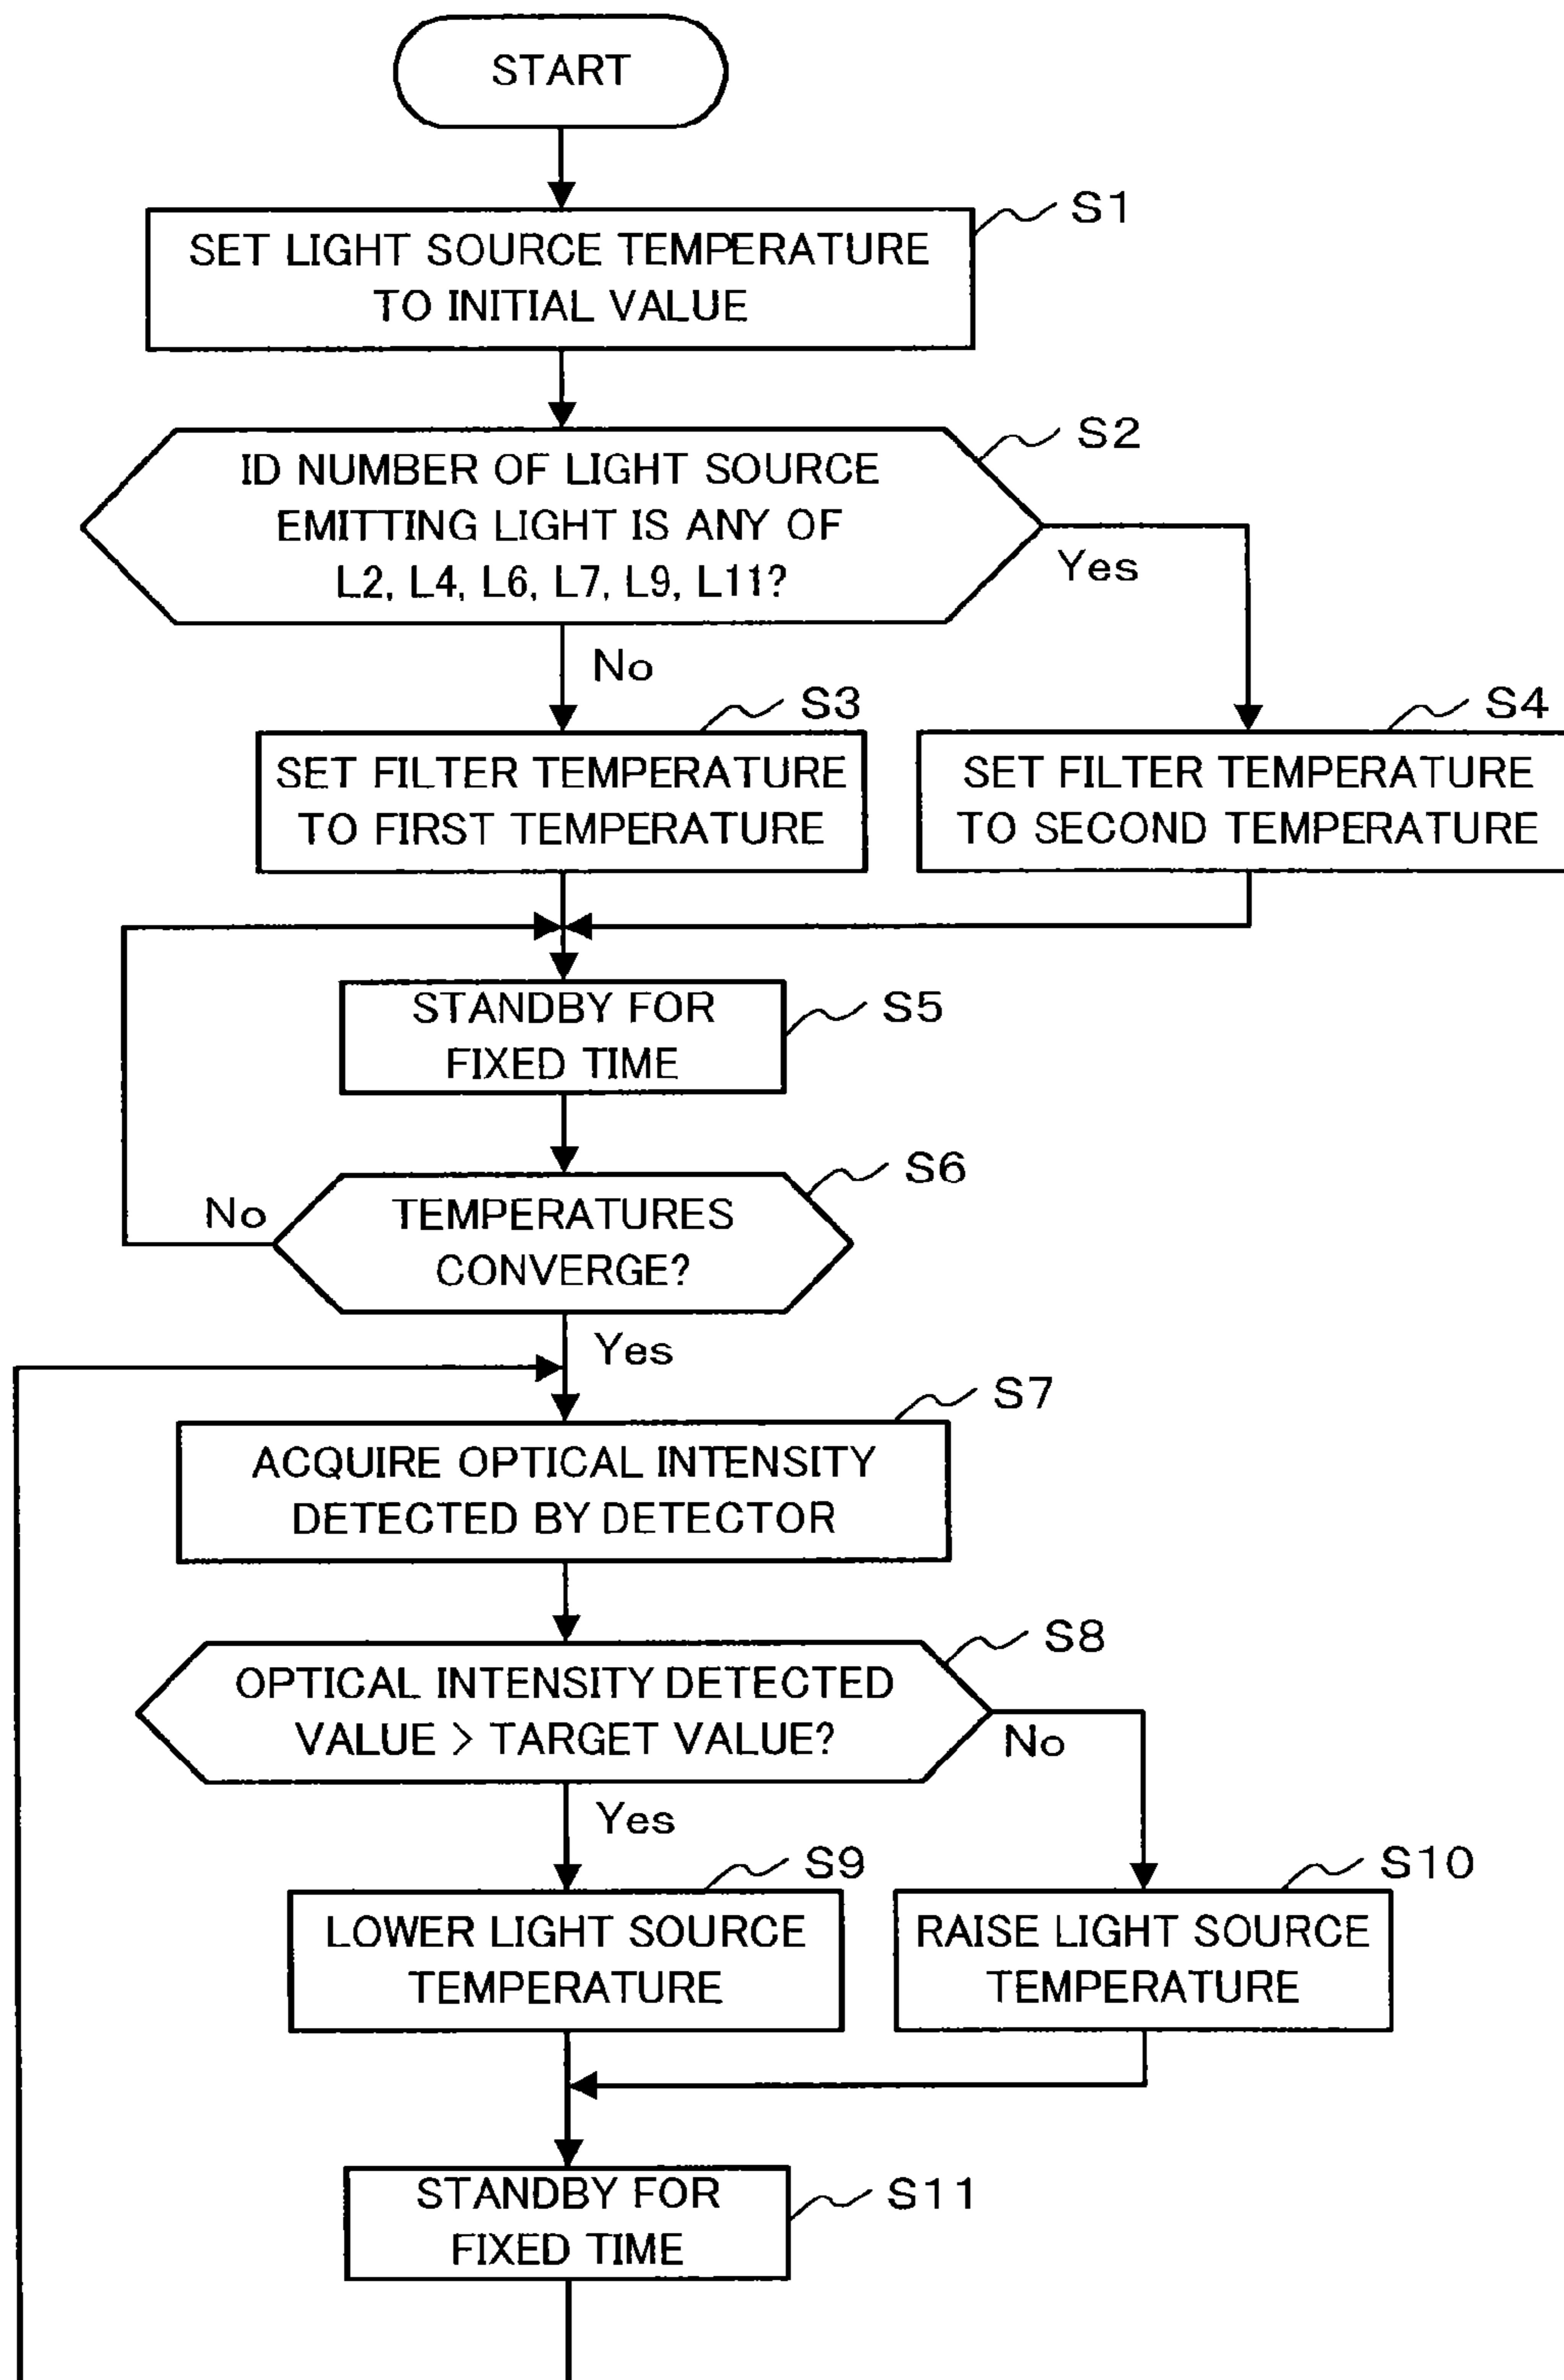 START
S1
SET LIGHT SOURCE TEMPERATURE
TO INITIAL VALUE
S2
ID NUMBER OF LIGHT SOURCE
EMITTING LIGHT IS ANY OF
L2, L4, L6, L7, L9, L11?
Yes
No
S3
SET FILTER TEMPERATURE
TO FIRST TEMPERATURE
S4
SET FILTER TEMPERATURE
TO SECOND TEMPERATURE
S5
STANDBY FOR
FIXED TIME
S6
TEMPERATURES
CONVERGE?
No
Yes
S7
ACQUIRE OPTICAL INTENSITY
DETECTED BY DETECTOR
S8
OPTICAL INTENSITY DETECTED
VALUE > TARGET VALUE?
No
Yes
S9
LOWER LIGHT SOURCE
TEMPERATURE
S10
RAISE LIGHT SOURCE
TEMPERATURE
S11
STANDBY FOR
FIXED TIME